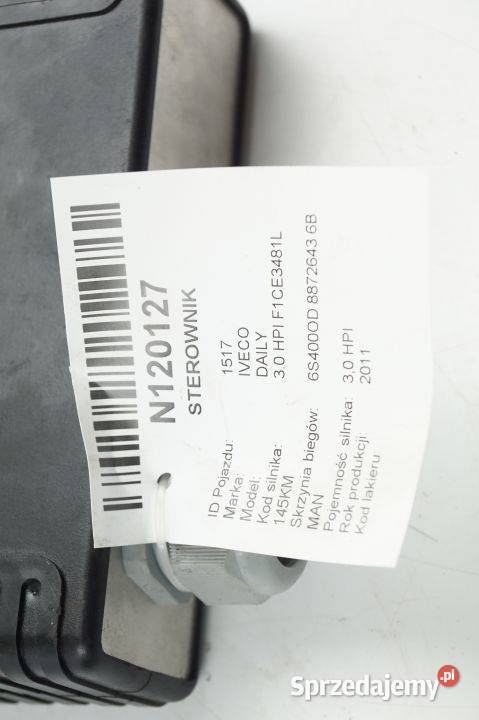 N120127
STEROWNIK
ID Pojazdu: 1517
Marka: IVECO
Model: DAILY
Kod silnika: 3.0 HPI F1CE3481L
145KM
Skrzynia biegów: 6S400OD 8872643 6B
MAN
Pojemność silnika: 3,0 HPI
Rok produkcji: 2011
Kod lakieru:
Sprzedajemy.pl